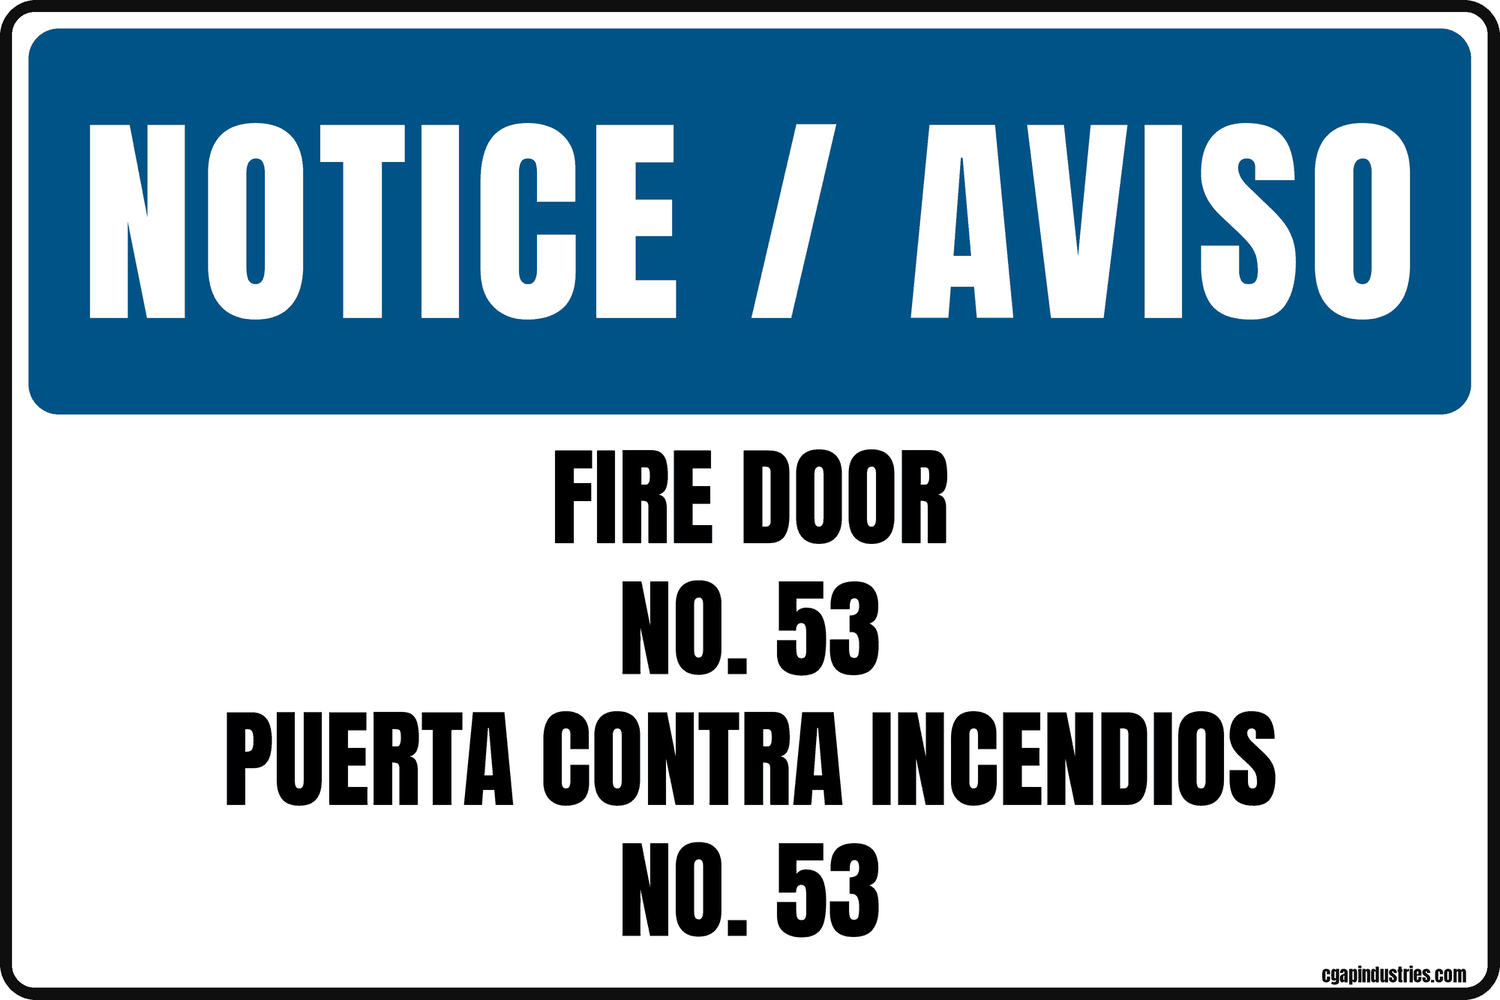 NOTICE / AVISO
FIRE DOOR
NO. 53
PUERTA CONTRA INCENDIOS
NO. 53
cgapindustries.com